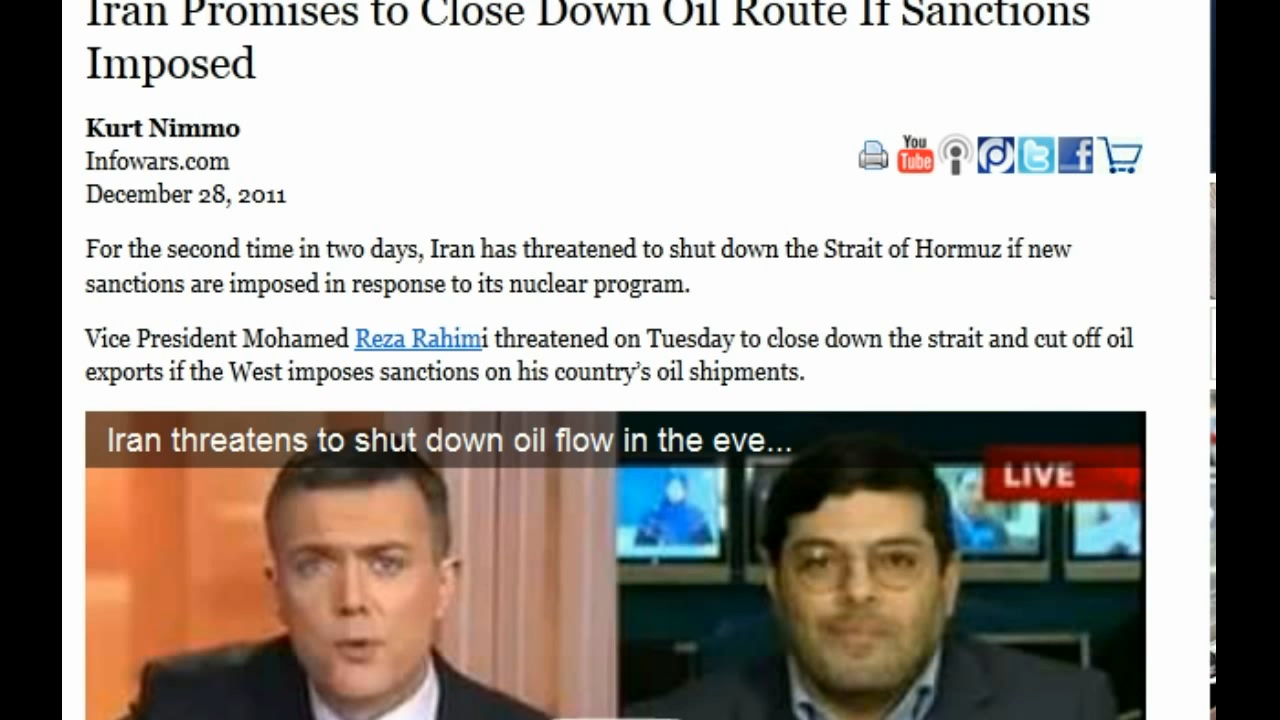 Iran Promises to Close Down Oil Route If Sanctions
Imposed
Kurt Nimmo
Infowars.com
December 28, 2011
You
Tube
For the second time in two days, Iran has threatened to shut down the Strait of Hormuz if new
sanctions are imposed in response to its nuclear program.
Vice President Mohamed Reza Rahimi threatened on Tuesday to close down the strait and cut off oil
exports if the West imposes sanctions on his country’s oil shipments.
Iran threatens to shut down oil flow in the eve...
LIVE